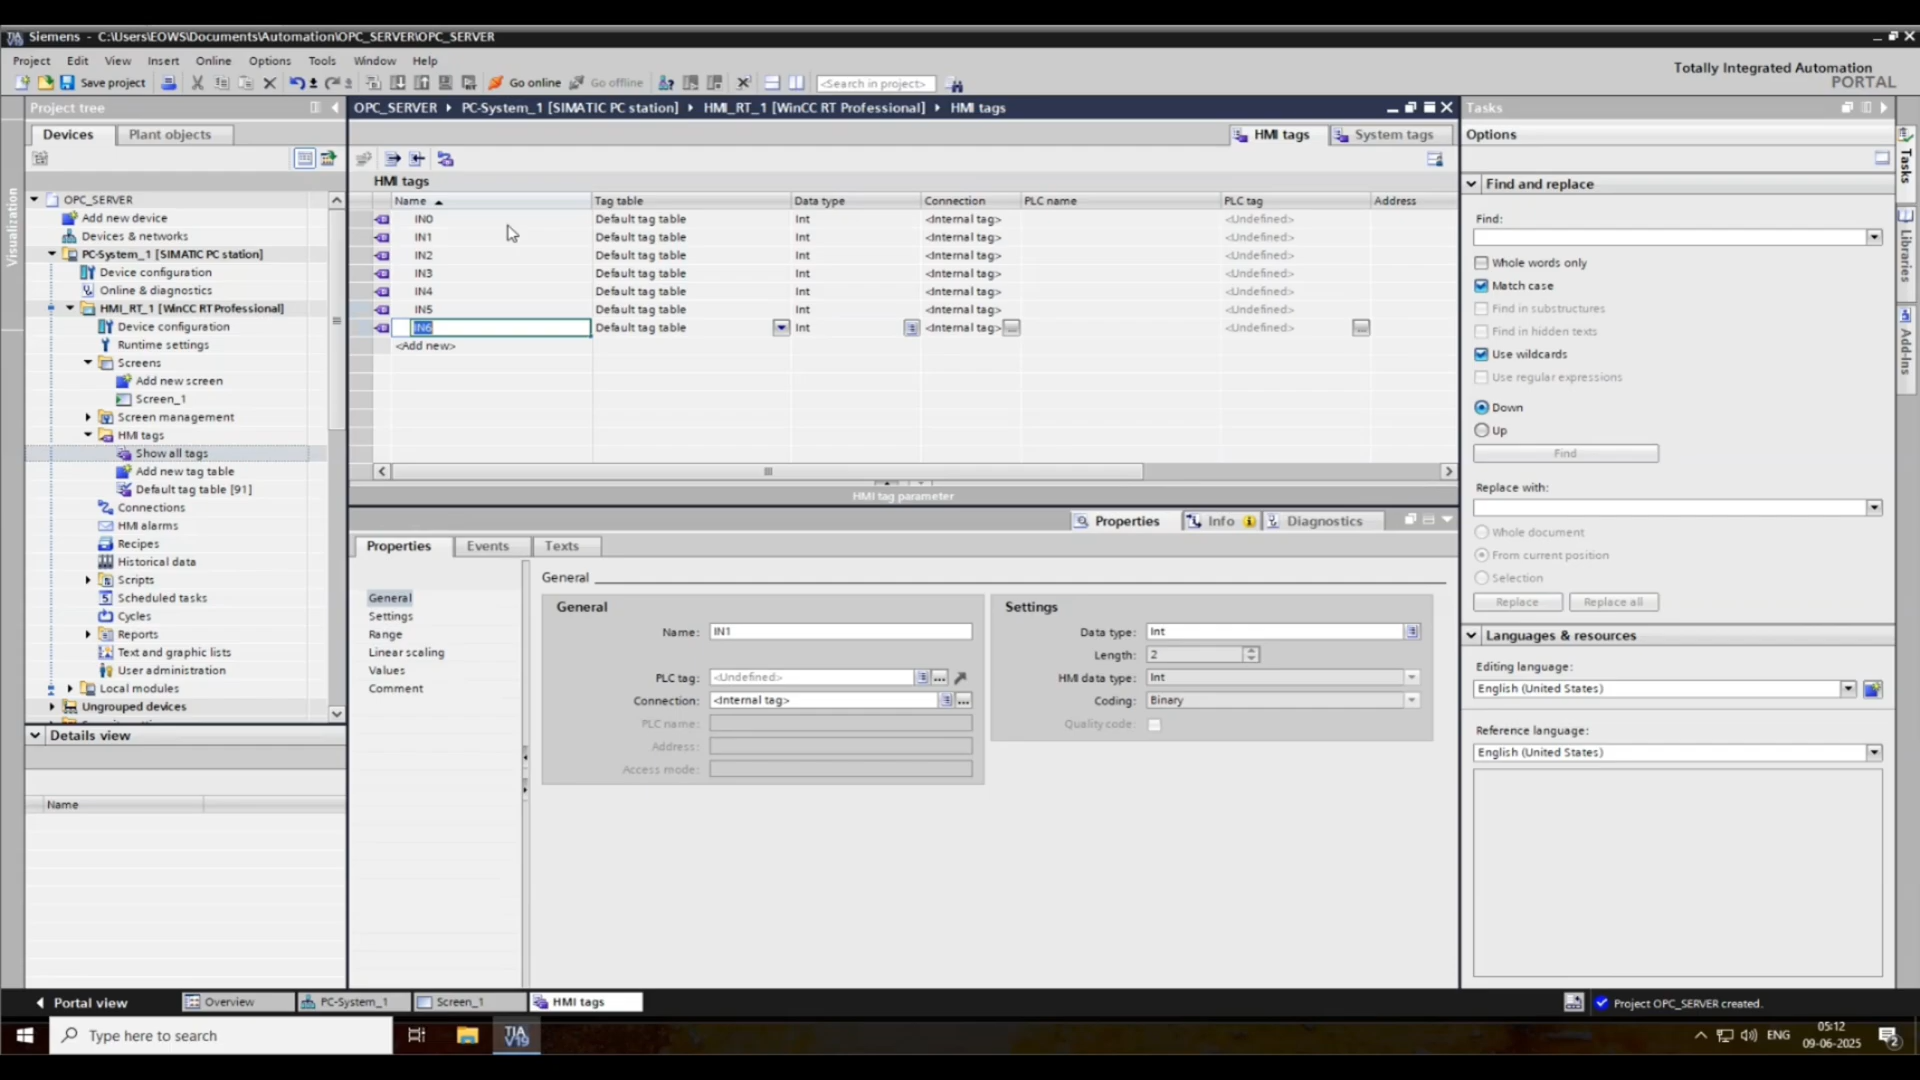 Siemens - C:\Users\EOWS\Documents\Automation\OPC_SERVER\OPC_SERVER
Project Edit View Insert Online Options Tools Window Help
Totally Integrated Automation
PORTAL
Save project
Go online
Go offline
<Search in project>
Project tree
OPC_SERVER PC-System_1 [SIMATIC PC station] HMI_RT_1 [WinCC RT Professional] HMI tags
Tasks
Devices
Plant objects
HMI tags
System tags
Options
Visualization
OPC_SERVER
Add new device
Devices & networks
PC-System_1 [SIMATIC PC station]
Device configuration
Online & diagnostics
HMI_RT_1 [WinCC RT Professional]
Device configuration
Runtime settings
Screens
Add new screen
Screen_1
Screen management
HMI tags
Show all tags
Add new tag table
Default tag table [91]
Connections
HMI alarms
Recipes
Historical data
Scripts
Scheduled tasks
Cycles
Reports
Text and graphic lists
User administration
Local modules
Ungrouped devices
Details view
Name
HMI tags
Name Tag table Data type Connection PLC name PLC tag Address
IN0 Default tag table Int <Internal tag> <Undefined>
IN1 Default tag table Int <Internal tag> <Undefined>
IN2 Default tag table Int <Internal tag> <Undefined>
IN3 Default tag table Int <Internal tag> <Undefined>
IN4 Default tag table Int <Internal tag> <Undefined>
IN5 Default tag table Int <Internal tag> <Undefined>
IN6 Default tag table Int <Internal tag> <Undefined>
<Add new>
HMI tag parameter
Properties
Info
Diagnostics
Properties
Events
Texts
General
Settings
Range
Linear scaling
Values
Comment
General
General
Name: IN1
PLC tag: <Undefined>
Connection: <Internal tag>
PLC name:
Address:
Access mode:
Settings
Data type: Int
Length: 2
HMI data type: Int
Coding: Binary
Quality code:
Find and replace
Find:
Whole words only
Match case
Find in substructures
Find in hidden texts
Use wildcards
Use regular expressions
Down
Up
Find
Replace with:
Whole document
From current position
Selection
Replace
Replace all
Languages & resources
Editing language:
English (United States)
Reference language:
English (United States)
Tasks
Libraries
Add-Ins
Portal view
Overview
PC-System_1
Screen_1
HMI tags
Project OPC_SERVER created.
Type here to search
TIA V19
ENG
05:12
09-06-2025
2